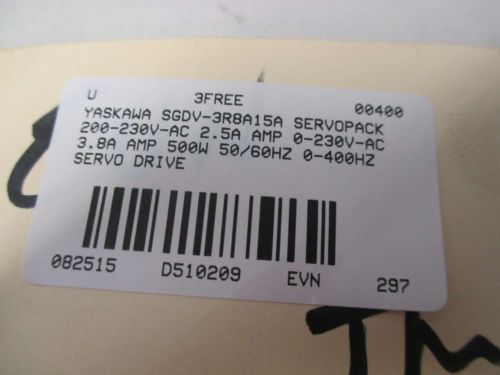 U 3FREE 00400
YASKAWA SGDV-3R8A15A SERVOPACK
200-230V-AC 2.5A AMP 0-230V-AC
3.8A AMP 500W 50/60HZ 0-400HZ
SERVO DRIVE
082515 D510209 EVN 297
TM